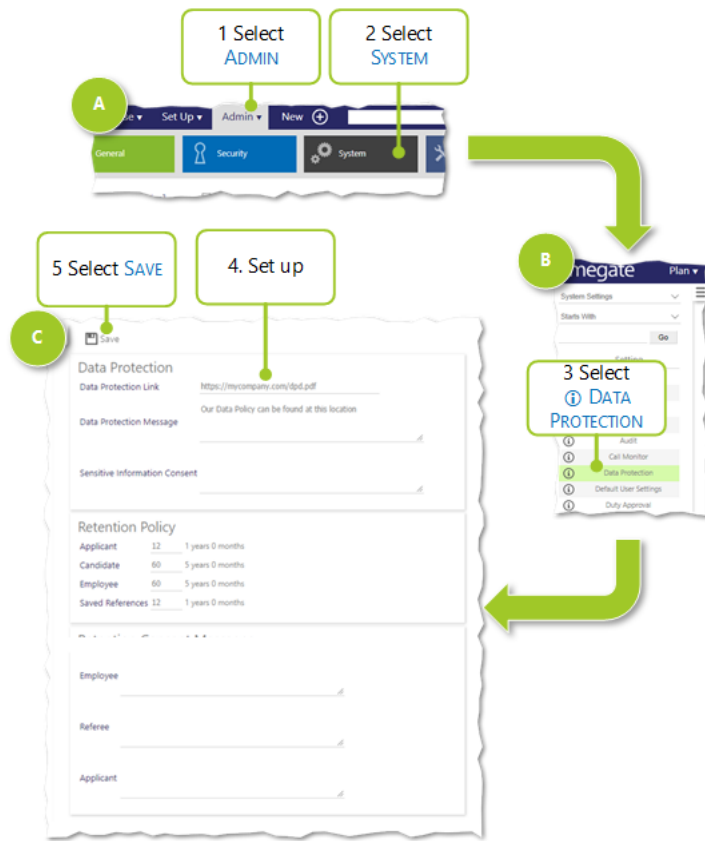 1 Select
ADMIN
2 Select
SYSTEM
A
Set Up
Admin
New
General
Security
System
B
megate
Plan
System Settings
Starts With
Go
3 Select
DATA
PROTECTION
Audit
Call Monitor
Data Protection
Default User Settings
Duty Approval
5 Select SAVE
4. Set up
C
Save
Data Protection
Data Protection Link https://mycompany.com/dpd.pdf
Our Data Policy can be found at this location
Data Protection Message
Sensitive Information Consent
Retention Policy
Applicant 12 1 years 0 months
Candidate 60 5 years 0 months
Employee 60 5 years 0 months
Saved References 12 1 years 0 months
Employee
Referee
Applicant